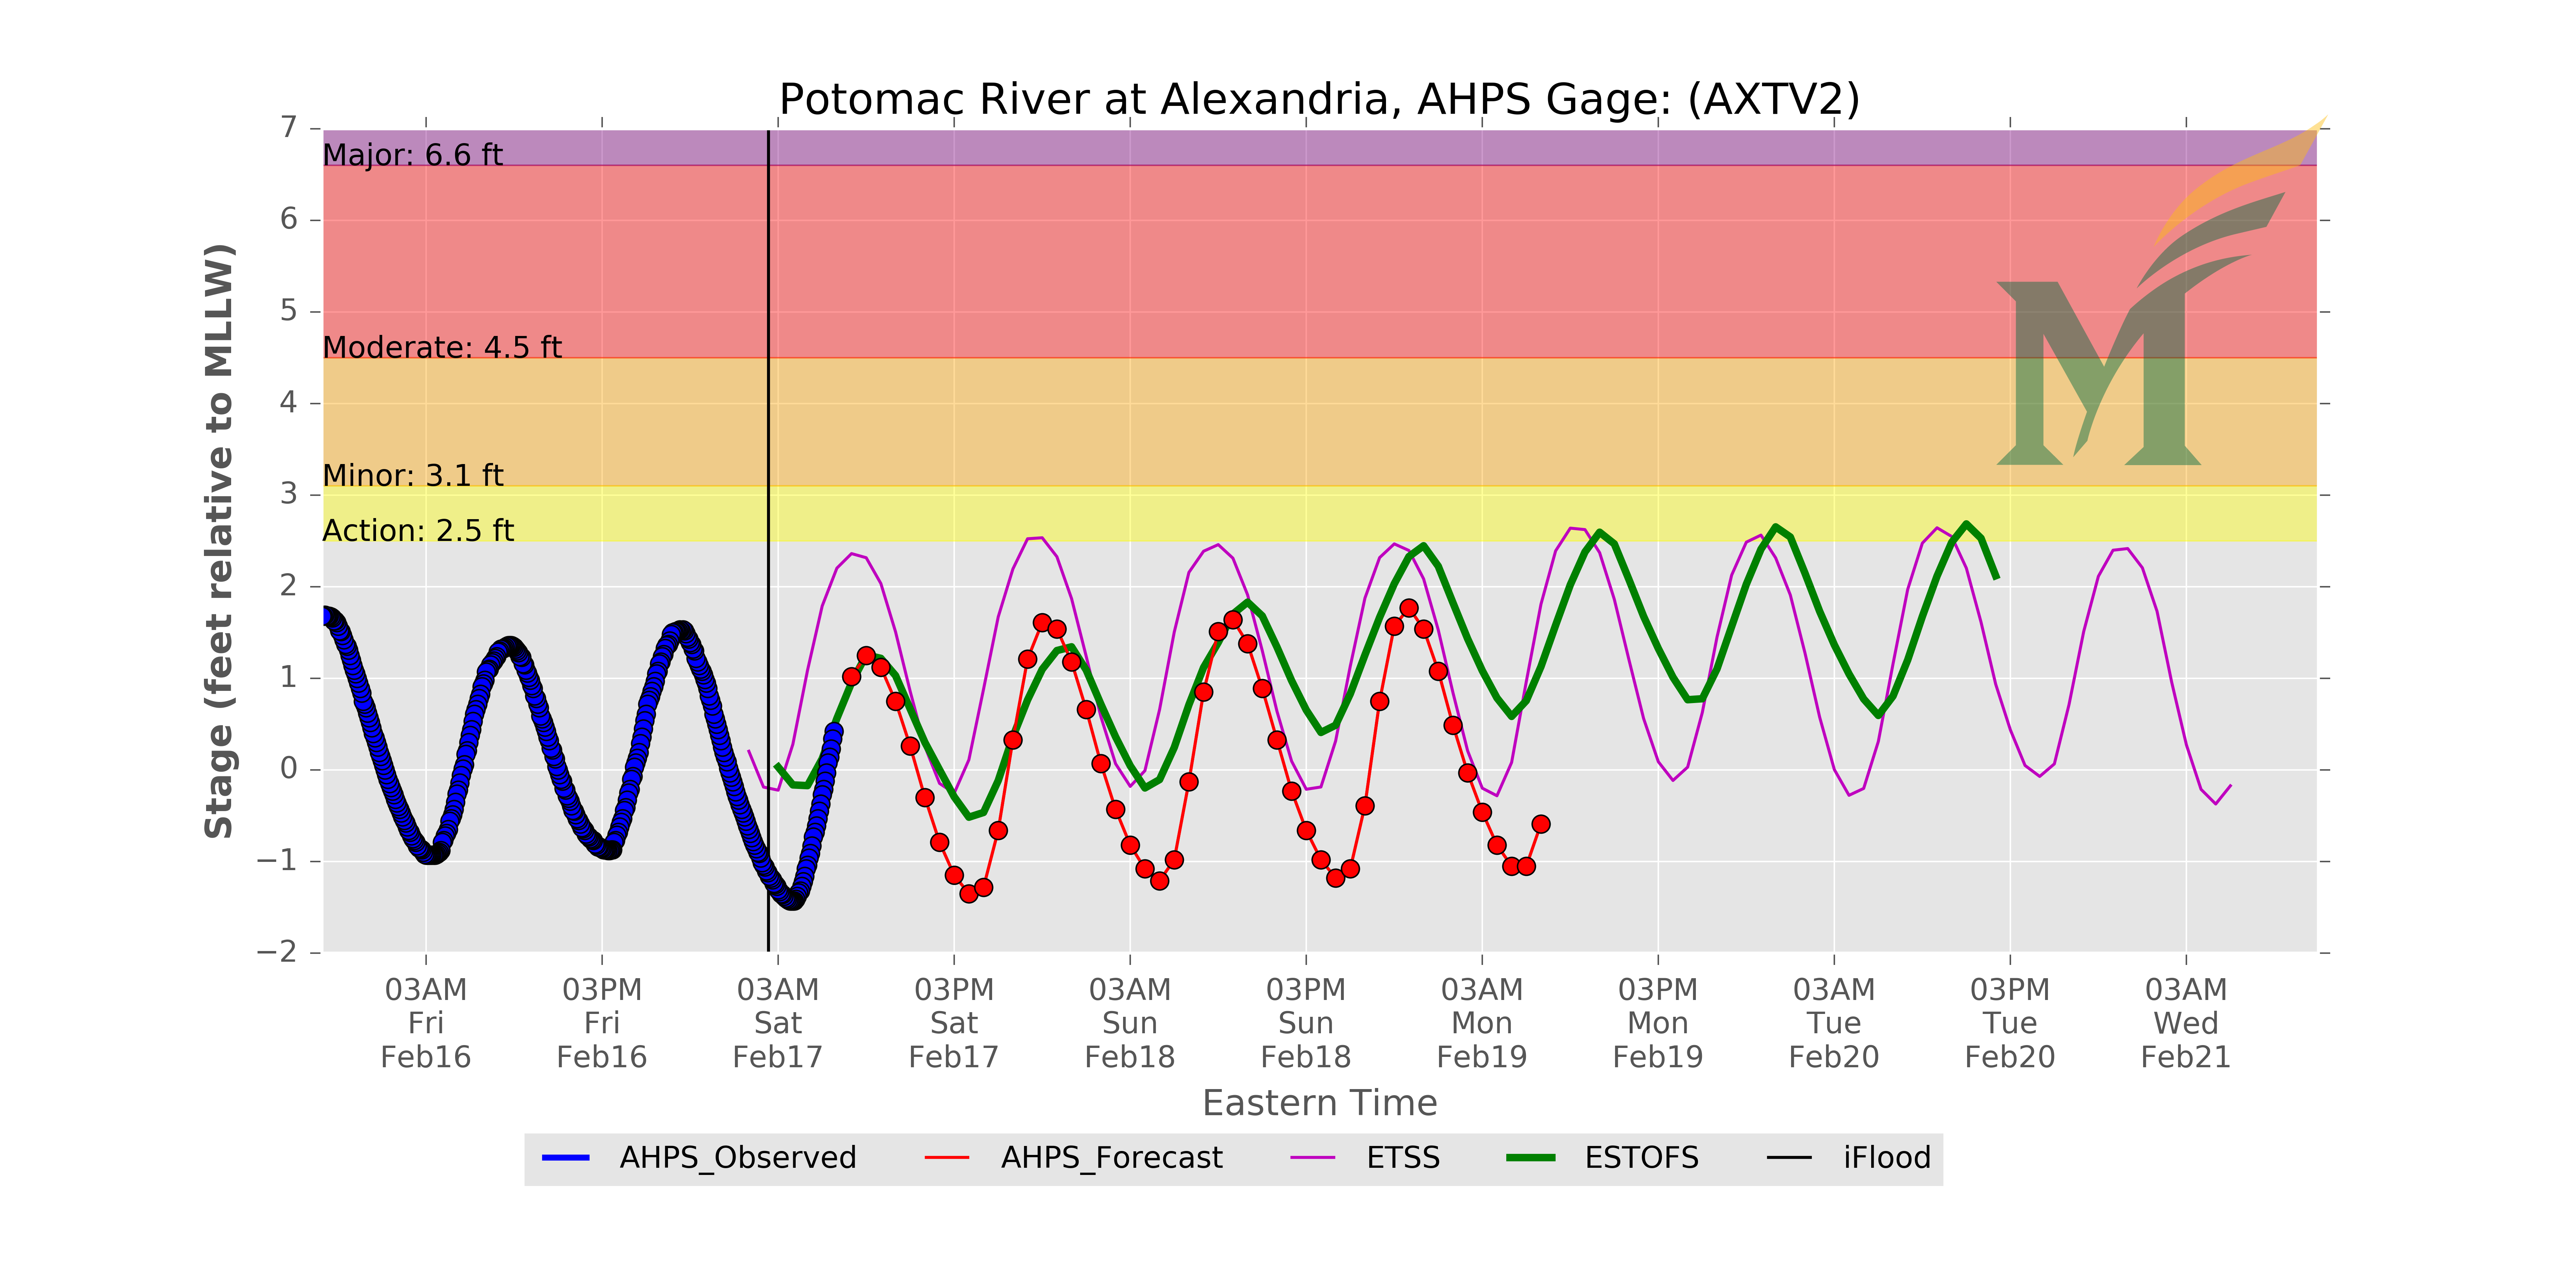 Potomac River at Alexandria, AHPS Gage: (AXTV2)
Stage (feet relative to MLLW)
7
6
5
4
3
2
1
0
−1
−2
Major: 6.6 ft
Moderate: 4.5 ft
Minor: 3.1 ft
Action: 2.5 ft
M
03AM 03PM 03AM 03PM 03AM 03PM 03AM 03PM 03AM 03PM 03AM
Fri Fri Sat Sat Sun Sun Mon Mon Tue Tue Wed
Feb16 Feb16 Feb17 Feb17 Feb18 Feb18 Feb19 Feb19 Feb20 Feb20 Feb21
Eastern Time
AHPS_Observed AHPS_Forecast ETSS ESTOFS iFlood